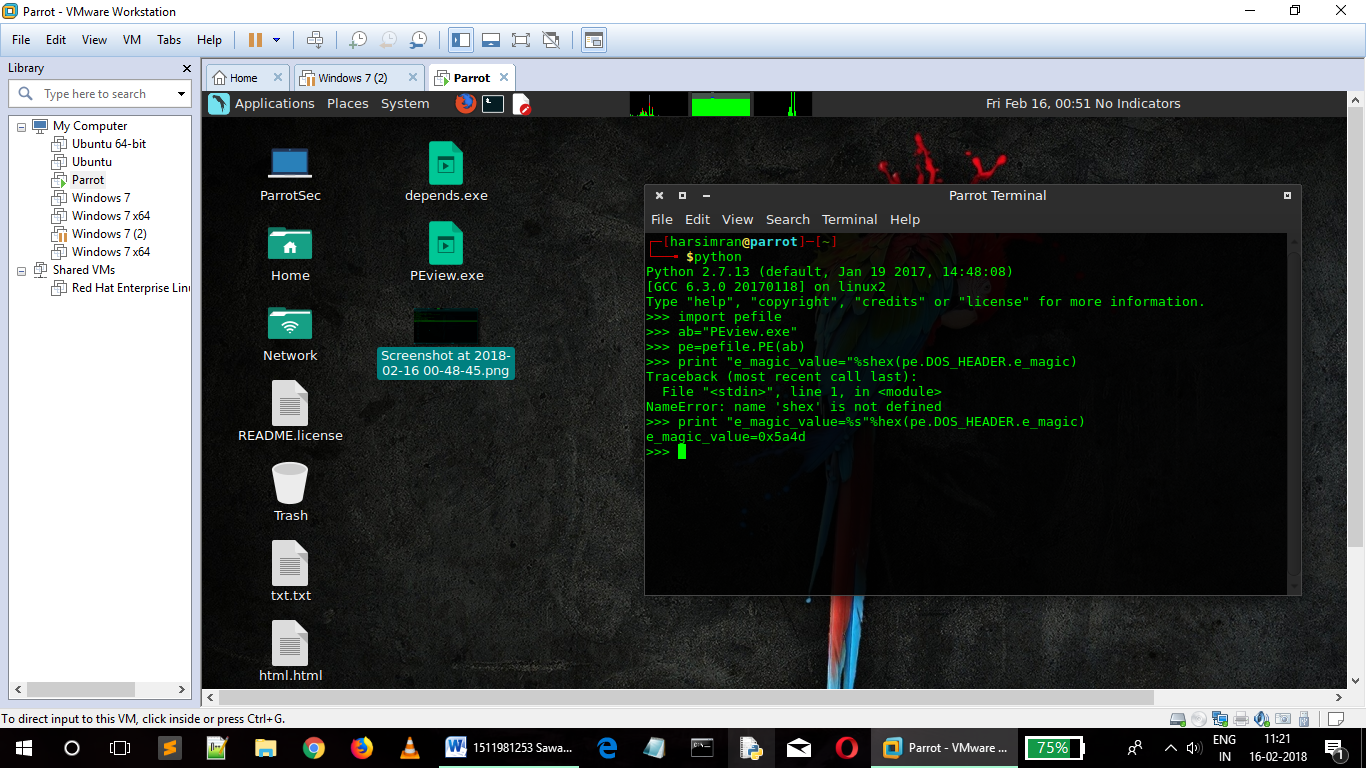 Parrot - VMware Workstation
File Edit View VM Tabs Help
Library
Type here to search
My Computer
Ubuntu 64-bit
Ubuntu
Parrot
Windows 7
Windows 7 x64
Windows 7 (2)
Windows 7 x64
Shared VMs
Red Hat Enterprise Linu
Home
Windows 7 (2)
Parrot
Applications Places System
Fri Feb 16, 00:51 No Indicators
ParrotSec
depends.exe
Home
PEview.exe
Network
Screenshot at 2018-
02-16 00-48-45.png
README.license
Trash
txt.txt
html.html
Parrot Terminal
File Edit View Search Terminal Help
┌─[harsimran@parrot]─[~]
└──╼ $python
Python 2.7.13 (default, Jan 19 2017, 14:48:08)
[GCC 6.3.0 20170118] on linux2
Type "help", "copyright", "credits" or "license" for more information.
>>> import pefile
>>> ab="PEview.exe"
>>> pe=pefile.PE(ab)
>>> print "e_magic_value="%shex(pe.DOS_HEADER.e_magic)
Traceback (most recent call last):
  File "<stdin>", line 1, in <module>
NameError: name 'shex' is not defined
>>> print "e_magic_value=%s"%hex(pe.DOS_HEADER.e_magic)
e_magic_value=0x5a4d
>>>
To direct input to this VM, click inside or press Ctrl+G.
1511981253 Sawa...
Parrot - VMware ...
75%
ENG
IN
11:21
16-02-2018
1